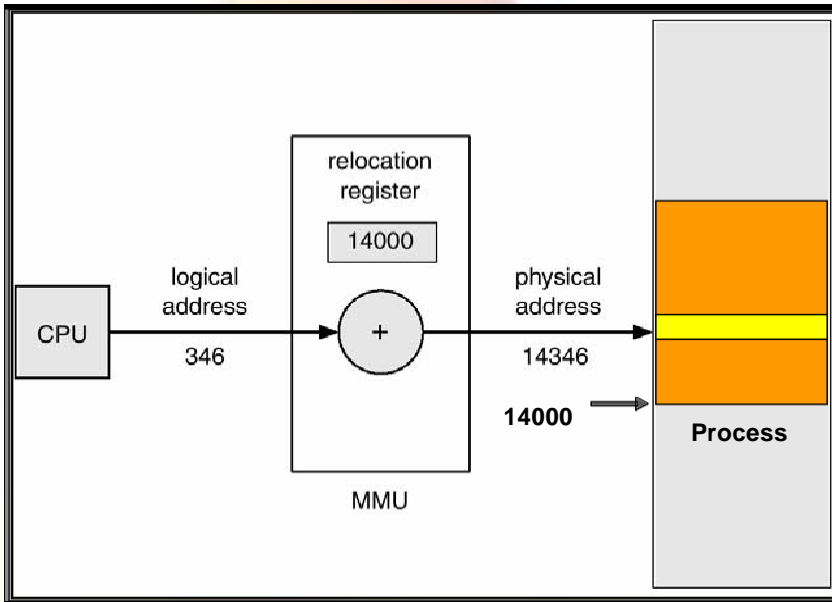 relocation
register
14000
logical
address
physical
address
CPU
+
346
14346
14000
Process
MMU